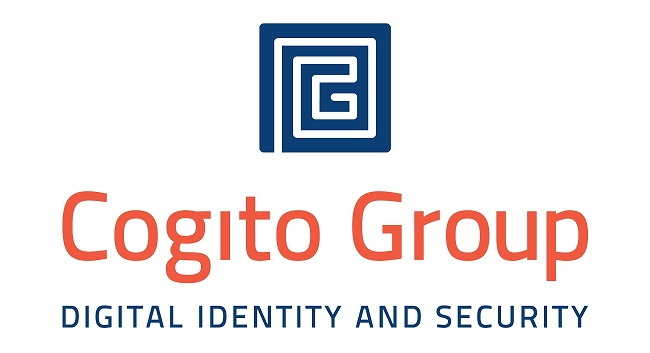 Cogito Group
DIGITAL IDENTITY AND SECURITY